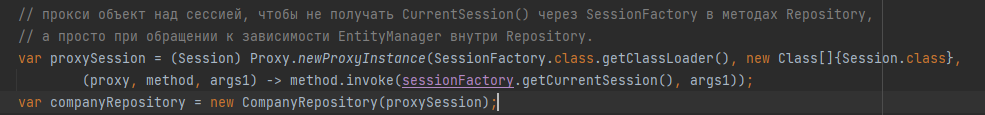 // прокси объект над сессией, чтобы не получать CurrentSession() через SessionFactory в методах Repository,
// а просто при обращении к зависимости EntityManager внутри Repository.
var proxySession = (Session) Proxy.newProxyInstance(SessionFactory.class.getClassLoader(), new Class[]{Session.class},
(proxy, method, args1) -> method.invoke(sessionFactory.getCurrentSession(), args1));
var companyRepository = new CompanyRepository(proxySession);